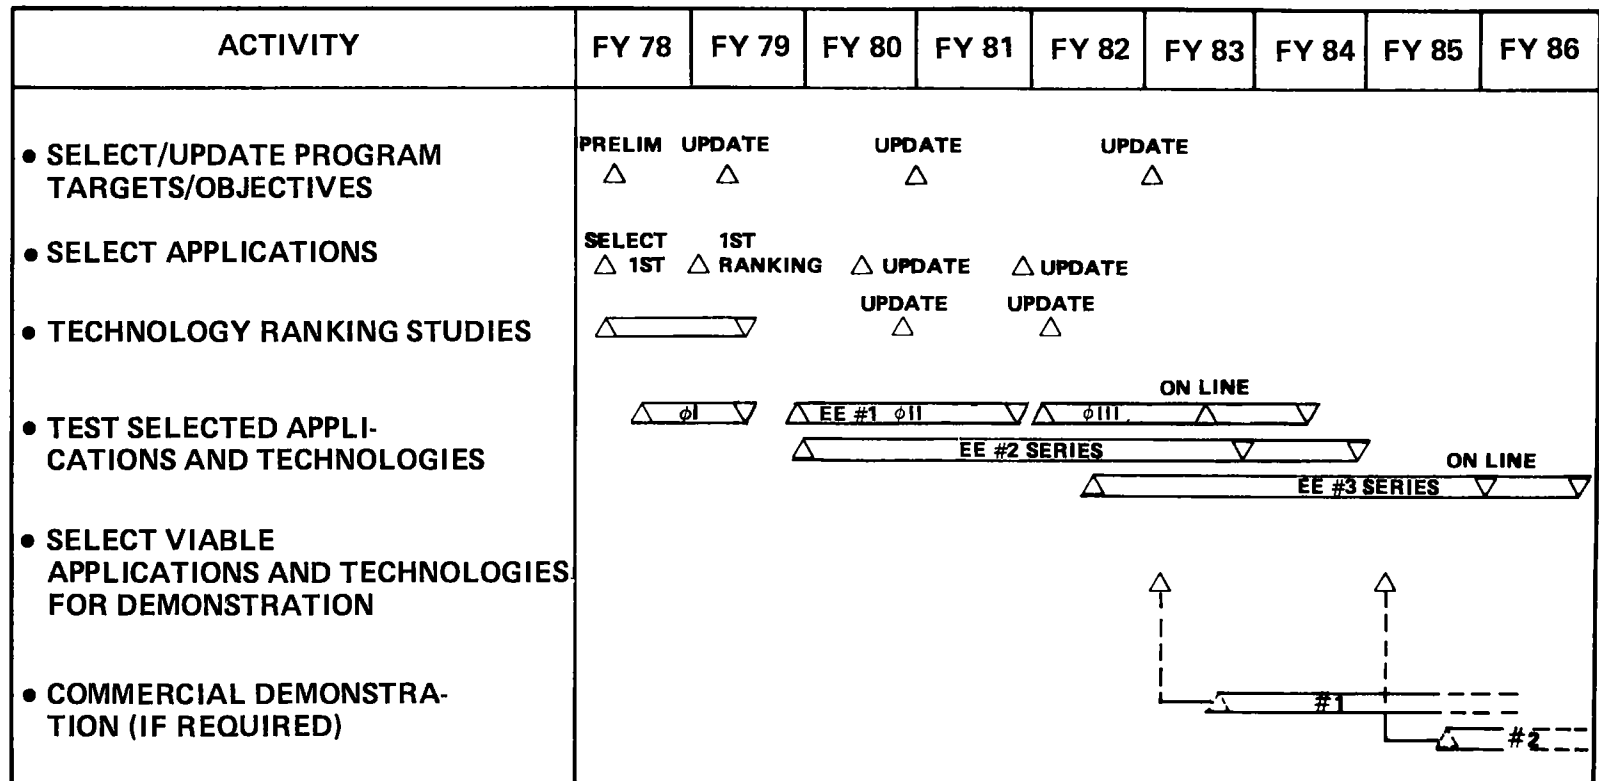 ACTIVITY FY 78 FY 79 FY 80 FY 81 FY 82 FY 83 FY 84 FY 85 FY 86
PRELIM UPDATE UPDATE UPDATE
• SELECT/UPDATE PROGRAM
TARGETS/OBJECTIVES
SELECT 1ST
• SELECT APPLICATIONS
1ST RANKING UPDATE UPDATE
UPDATE UPDATE
• TECHNOLOGY RANKING STUDIES
ON LINE
ϕI EE #1 ϕII ϕIII
• TEST SELECTED APPLI-
CATIONS AND TECHNOLOGIES
EE #2 SERIES
ON LINE
EE #3 SERIES
• SELECT VIABLE
APPLICATIONS AND TECHNOLOGIES
FOR DEMONSTRATION
• COMMERCIAL DEMONSTRA-
TION (IF REQUIRED)
#1
#2